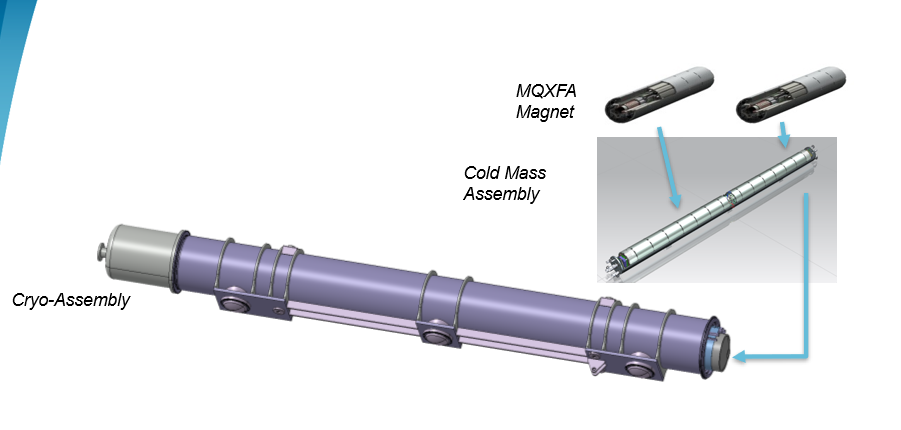 MQXFA
Magnet
Cold Mass
Assembly
Cryo-Assembly